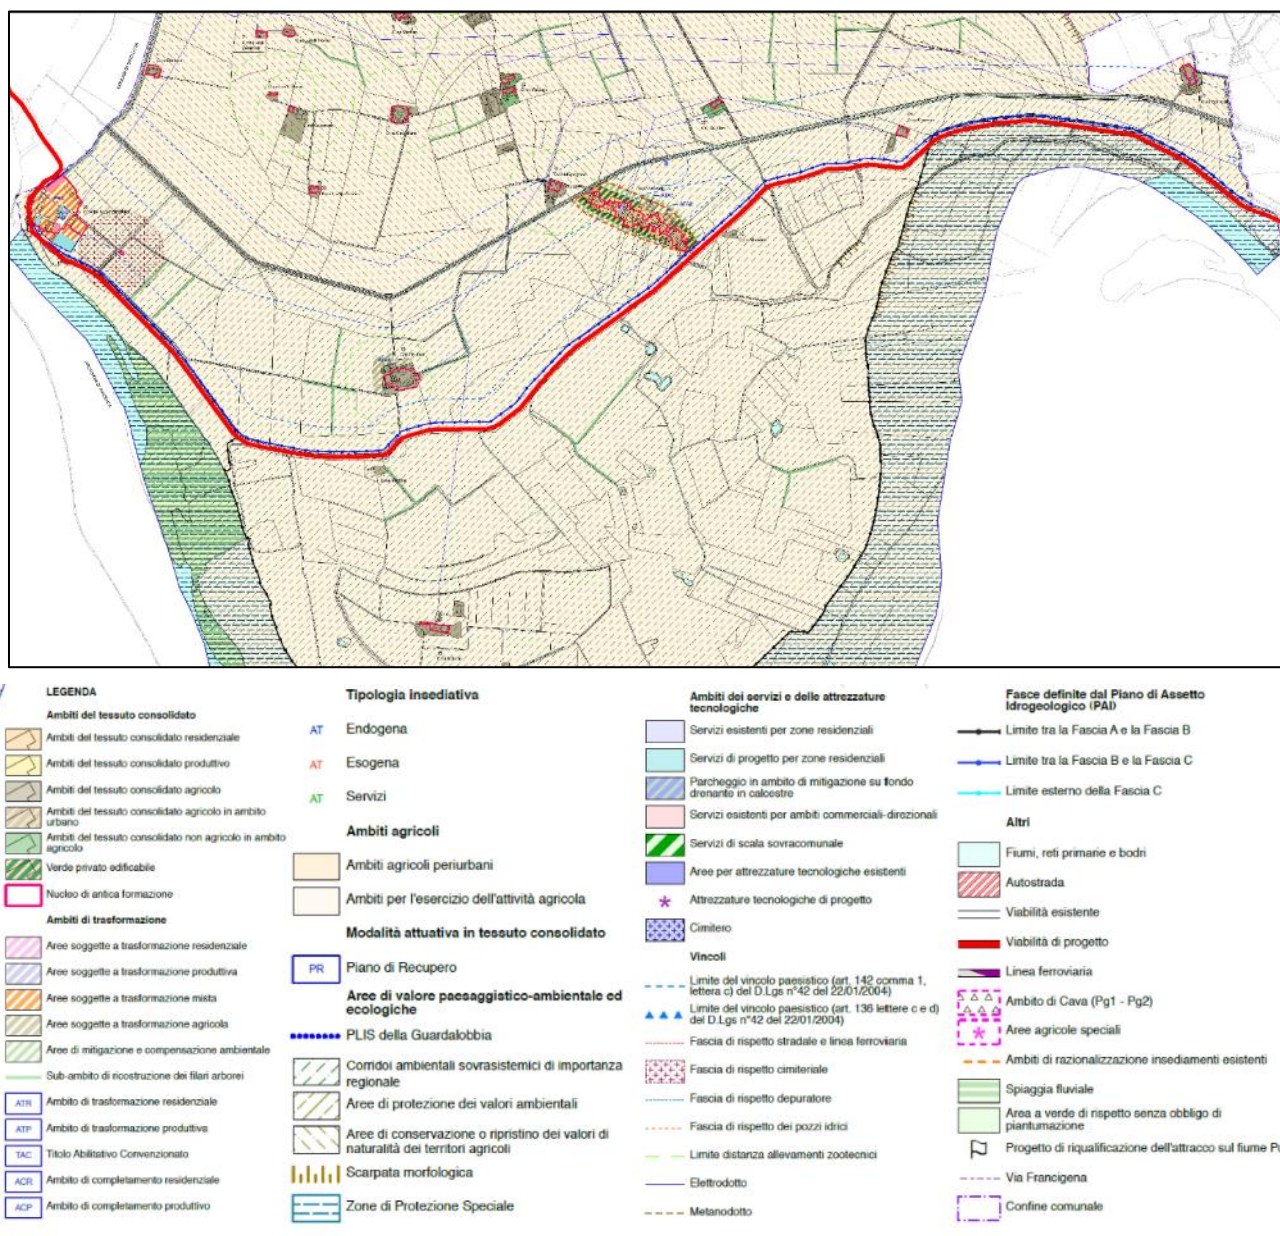 LEGENDA
Ambiti del tessuto consolidato
Ambiti del tessuto consolidato residenziale
Ambiti del tessuto consolidato produttivo
Ambiti del tessuto consolidato agricolo
Ambiti del tessuto consolidato agricolo in ambito
urbano
Ambiti del tessuto consolidato non agricolo in ambito
agricolo
Verde privato edificabile
Nucleo di antica formazione
Ambiti di trasformazione
Aree soggette a trasformazione residenziale
Aree soggette a trasformazione produttiva
Aree soggette a trasformazione mista
Aree soggette a trasformazione agricola
Aree di mitigazione e compensazione ambientale
Sub-ambito di ricostruzione dei filari arborei
ATR Ambito di trasformazione residenziale
ATP Ambito di trasformazione produttiva
TAC Titolo Abilitativo Convenzionato
ACR Ambito di completamento residenziale
ACP Ambito di completamento produttivo
Tipologia insediativa
AT Endogena
AT Esogena
AT Servizi
Ambiti agricoli
Ambiti agricoli periurbani
Ambiti per l'esercizio dell'attività agricola
Modalità attuativa in tessuto consolidato
PR Piano di Recupero
Aree di valore paesaggistico-ambientale ed
ecologiche
PLIS della Guardalobbia
Corridoi ambientali sovrasistemici di importanza
regionale
Aree di protezione dei valori ambientali
Aree di conservazione o ripristino dei valori di
naturalità dei territori agricoli
Scarpata morfologica
Zone di Protezione Speciale
Ambiti dei servizi e delle attrezzature
tecnologiche
Servizi esistenti per zone residenziali
Servizi di progetto per zone residenziali
Parcheggio in ambito di mitigazione su fondo
drenante in calcestre
Servizi esistenti per ambiti commerciali-direzionali
Servizi di scala sovracomunale
Aree per attrezzature tecnologiche esistenti
Attrezzature tecnologiche di progetto
Cimitero
Vincoli
Limite del vincolo paesistico (art. 142 comma 1,
lettera c) del D.Lgs n°42 del 22/01/2004)
Limite del vincolo paesistico (art. 136 lettere c e d)
del D.Lgs n°42 del 22/01/2004)
Fascia di rispetto stradale e linea ferroviaria
Fascia di rispetto cimiteriale
Fascia di rispetto depuratore
Fascia di rispetto dei pozzi idrici
Limite distanza allevamenti zootecnici
Elettrodotto
Metanodotto
Fasce definite dal Piano di Assetto
Idrogeologico (PAI)
Limite tra la Fascia A e la Fascia B
Limite tra la Fascia B e la Fascia C
Limite esterno della Fascia C
Altri
Fiumi, reti primarie e bodri
Autostrada
Viabilità esistente
Viabilità di progetto
Linea ferroviaria
Ambito di Cava (Pg1 - Pg2)
Aree agricole speciali
Ambiti di razionalizzazione insediamenti esistenti
Spiaggia fluviale
Area a verde di rispetto senza obbligo di
piantumazione
Progetto di riqualificazione dell'attracco sul fiume
Via Francigena
Confine comunale